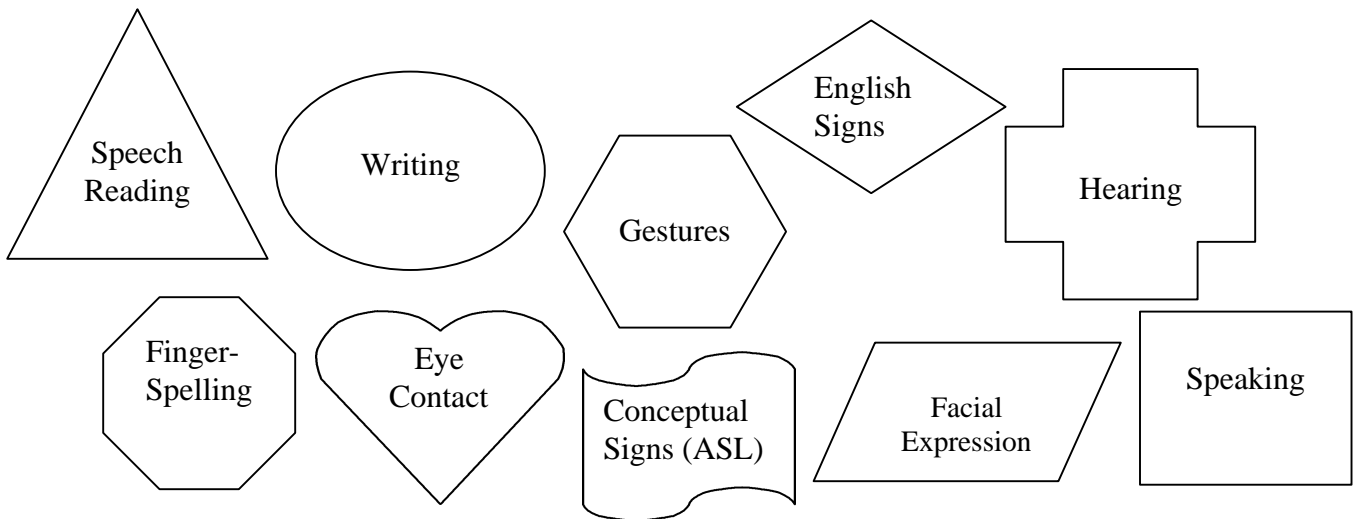 Speech
Reading
Writing
Gestures
English
Signs
Hearing
Finger-
Spelling
Eye
Contact
Conceptual
Signs (ASL)
Facial
Expression
Speaking